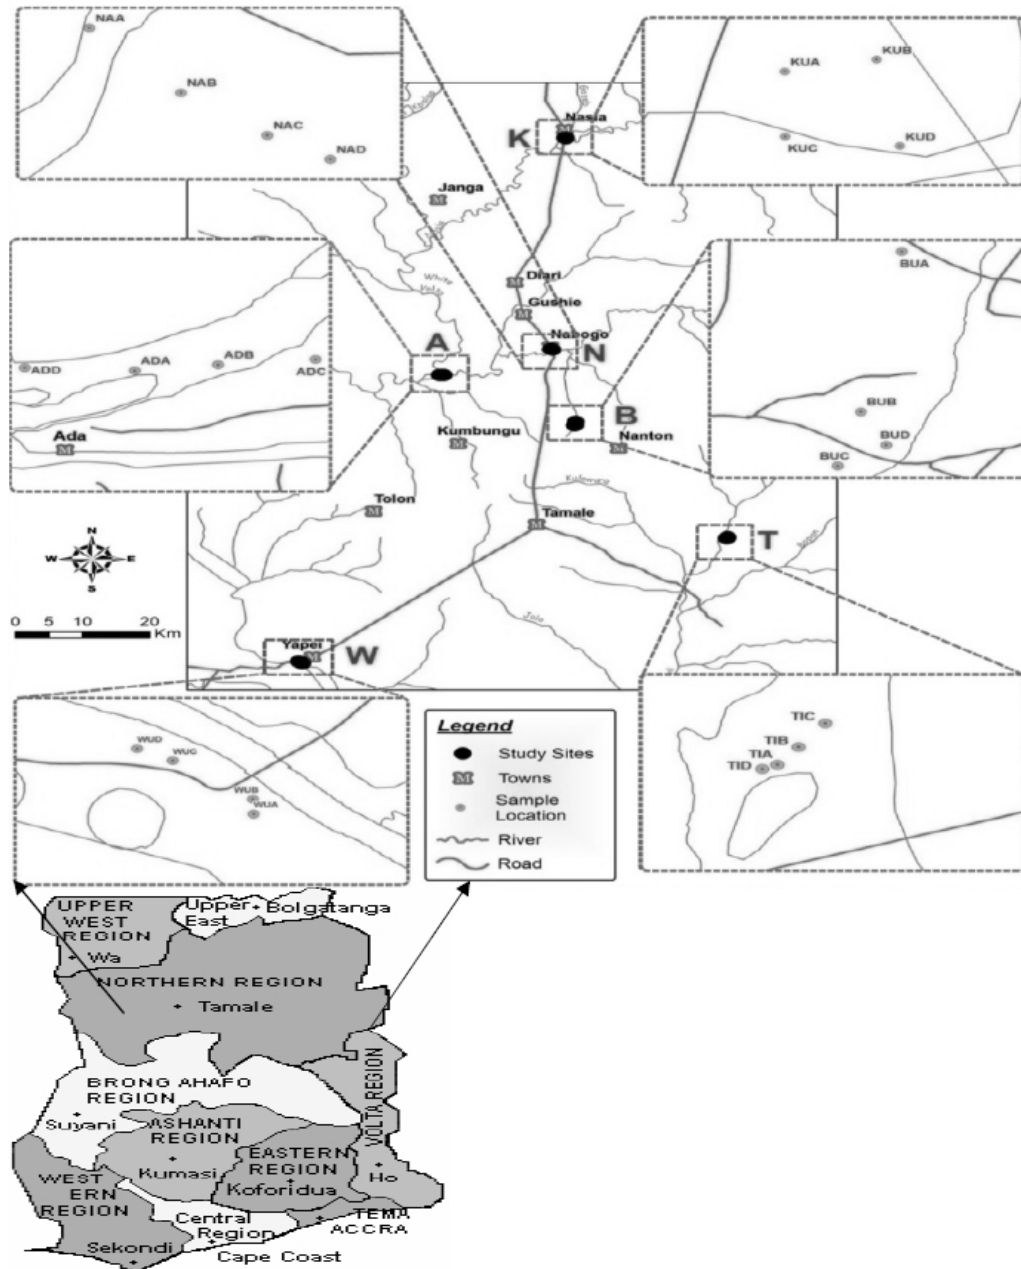 NAA
NAB
NAC
NAD
KUA
KUB
KUC
KUD
Nasia
K
Janga
White
Diari
Gushie
Nabogo
N
A
ADD
ADA
ADB
ADC
Ada
BUA
BUB
BUD
BUC
B
Kumbungu
Nanton
Tolon
Tamale
T
N
W E
S
0 5 10 20
Km
Jolo
Yapei
W
WUD
WUC
WUB
WUA
TIC
TIB
TIA
TID
Legend
Study Sites
Towns
Sample
Location
River
Road
UPPER
WEST
REGION
Wa
Upper
East
Bolgatanga
NORTHERN REGION
Tamale
BRONG AHAFO
REGION
Suyani
ASHANTI
REGION
Kumasi
EASTERN
REGION
Koforidua
VOLTA REGION
Ho
WEST
ERN
REGION
Sekondi
Central
Region
Cape Coast
TEMA
ACCRA